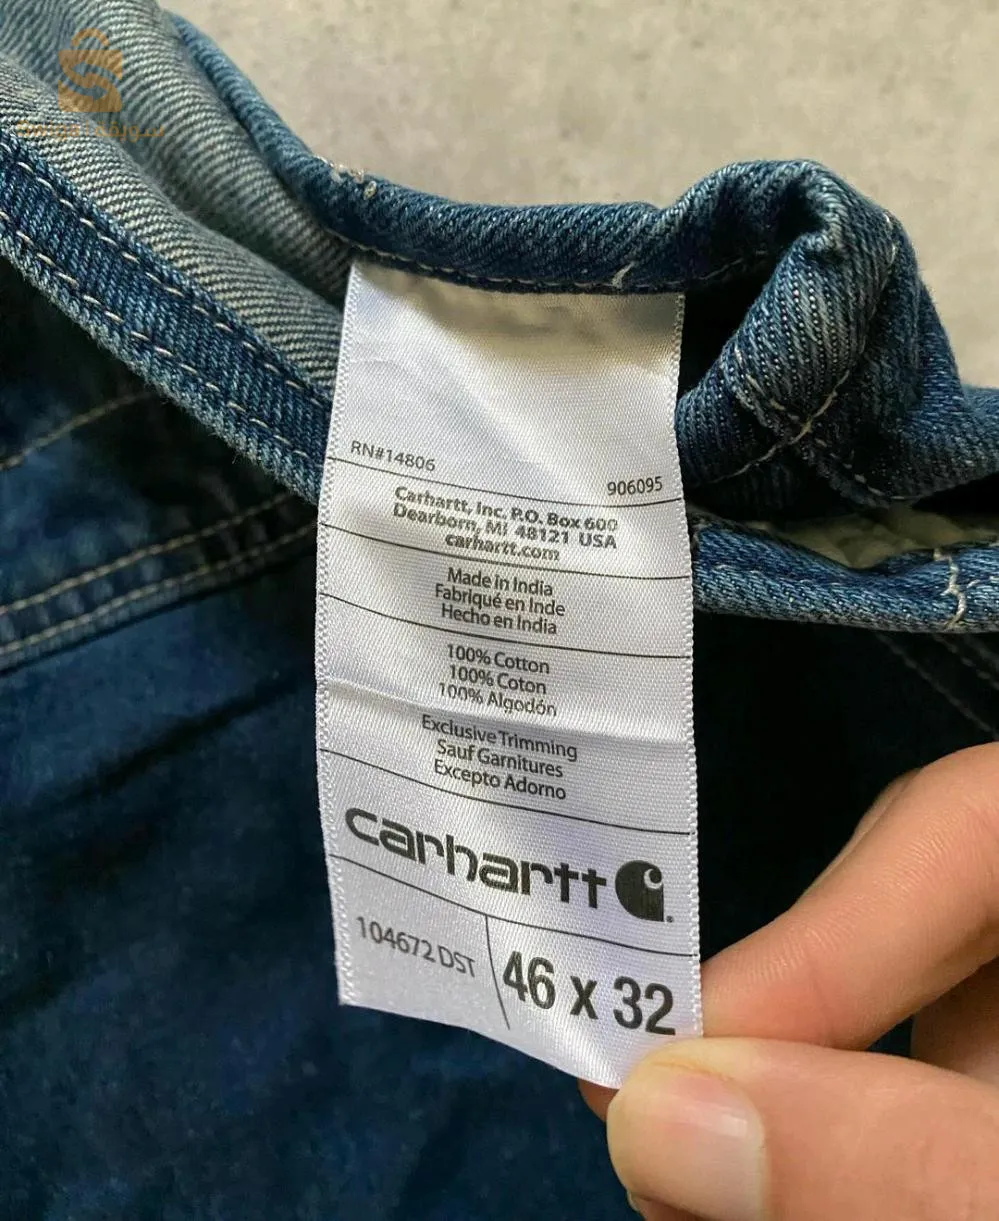 RN#14806
906095
Carhartt, Inc. P.O. Box 600
Dearborn, MI 48121 USA
carhartt.com
Made in India
Fabriqué en Inde
Hecho en India
100% Cotton
100% Coton
100% Algodón
Exclusive Trimming
Sauf Garnitures
Excepto Adorno
carhartt
104672 DST
46 x 32